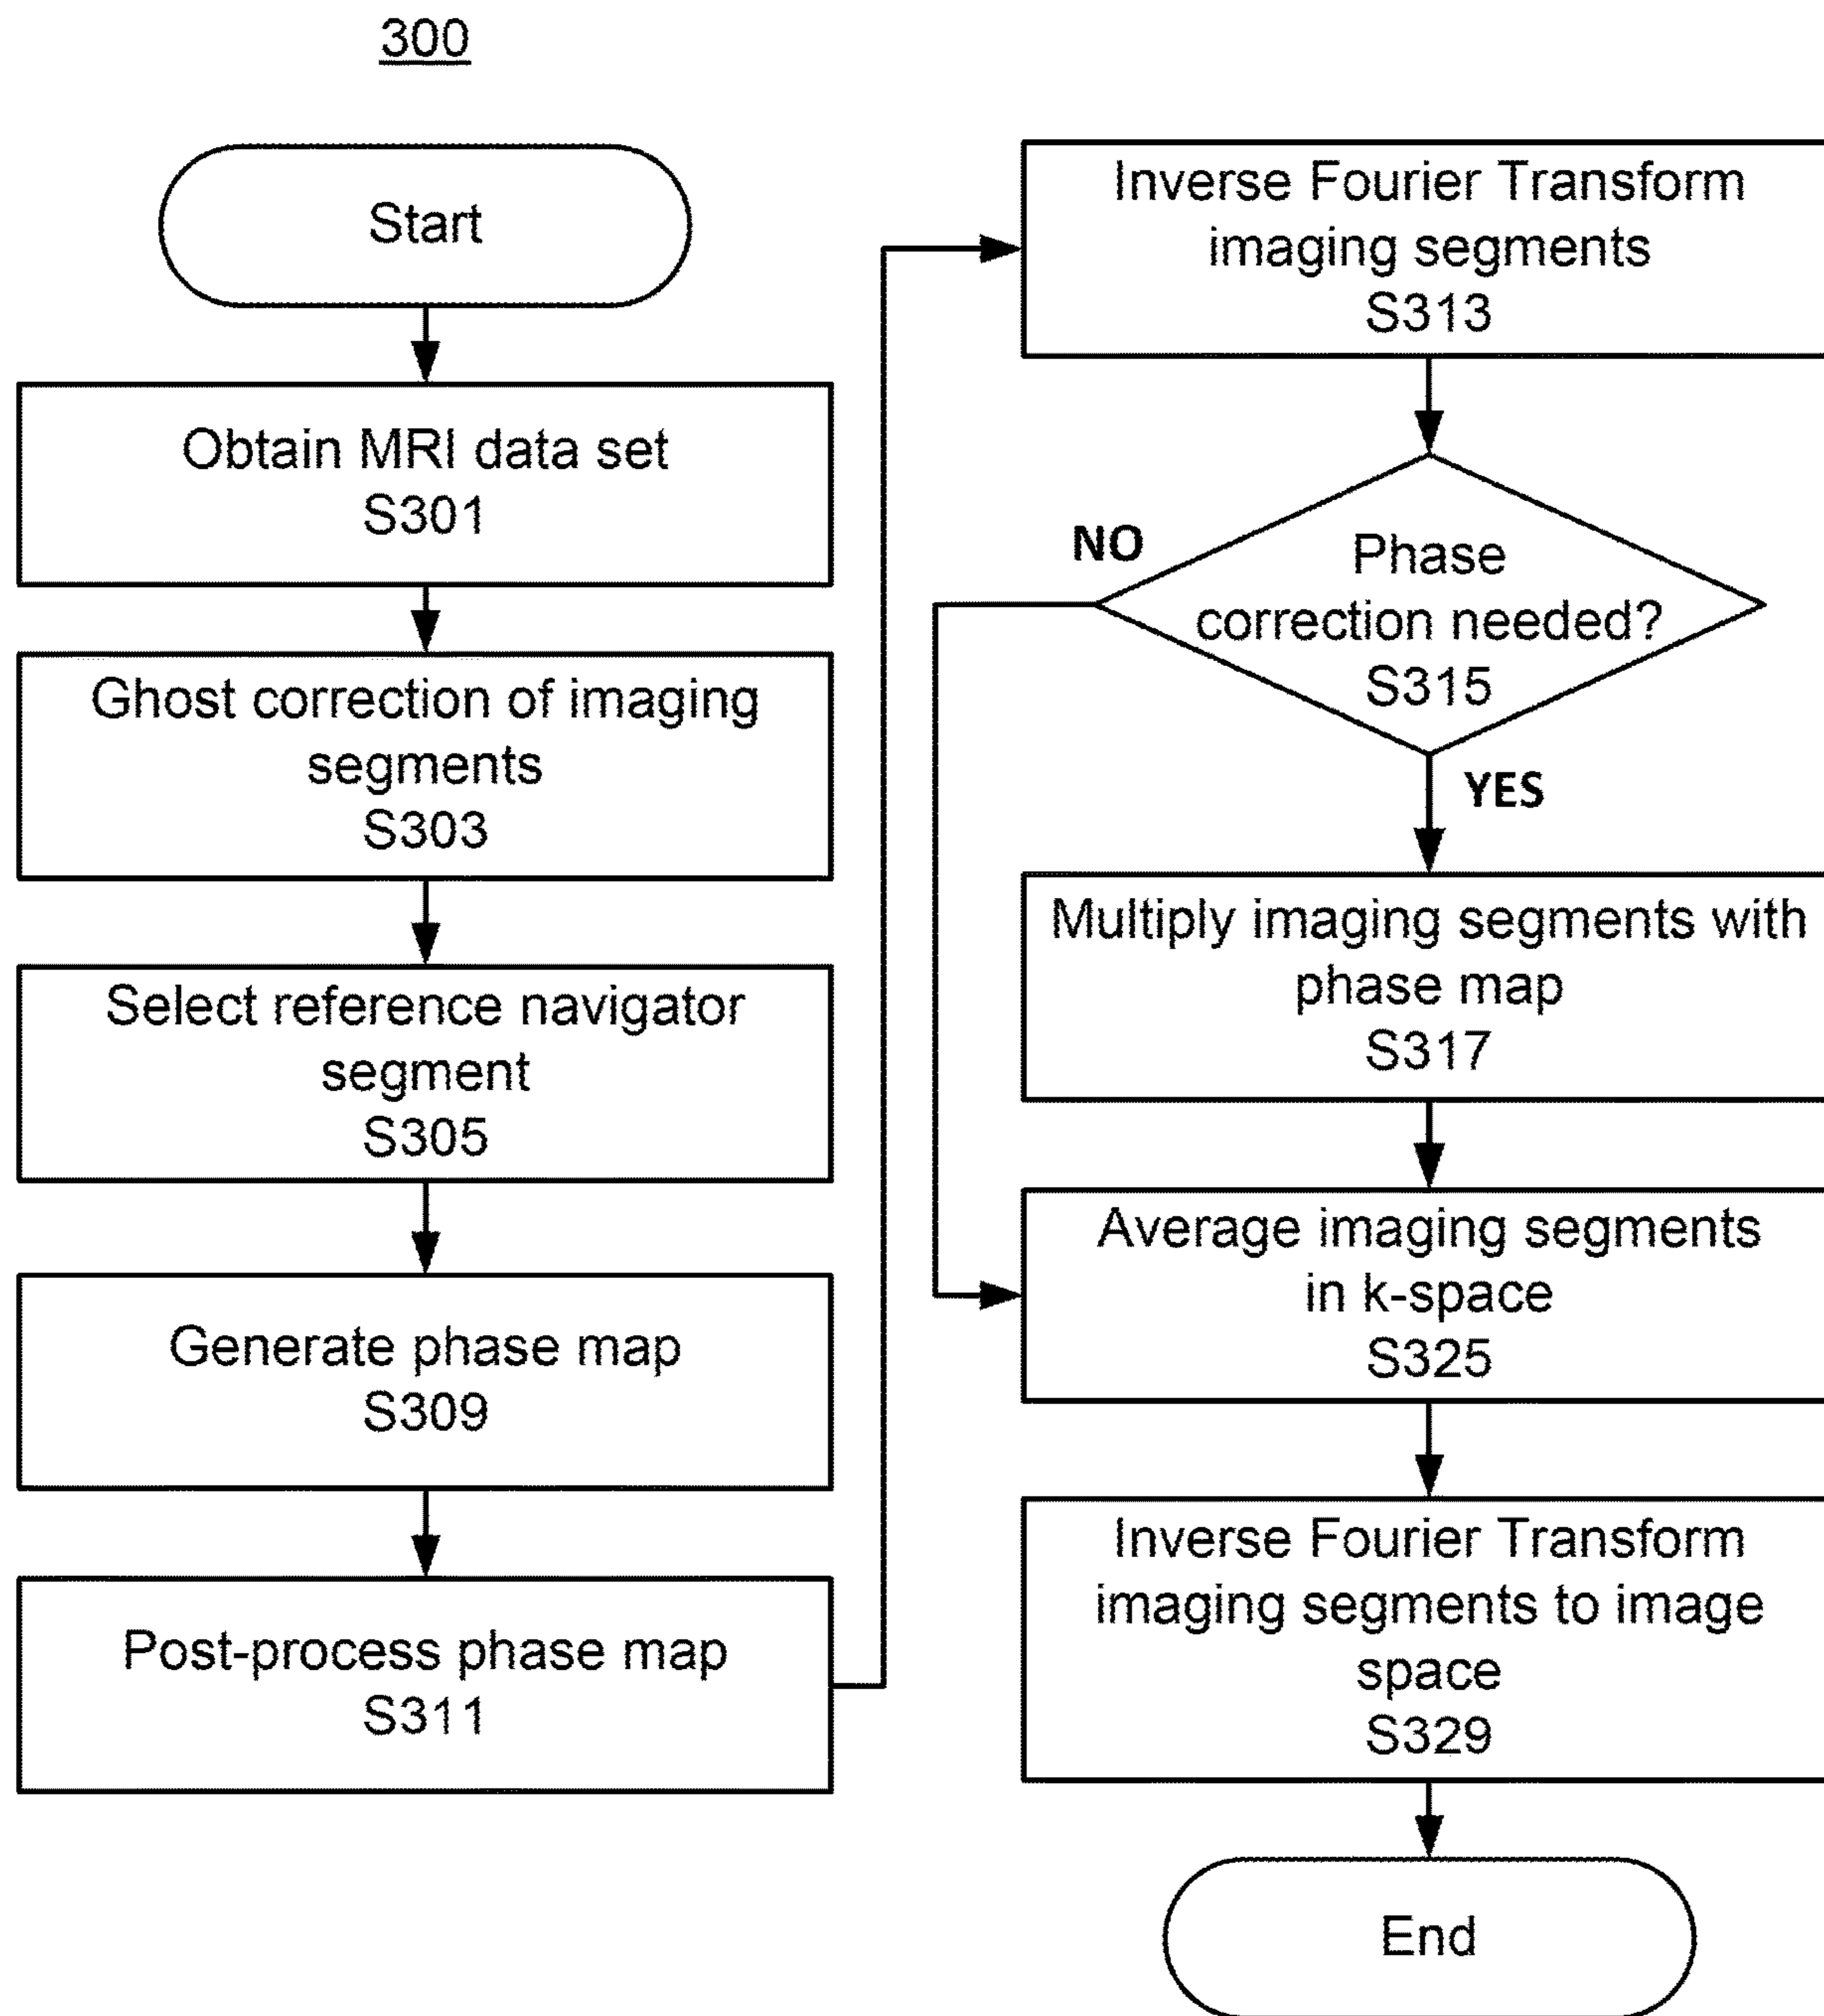 300
Start
Obtain MRI data set
S301
Ghost correction of imaging
segments
S303
Select reference navigator
segment
S305
Generate phase map
S309
Post-process phase map
S311
Inverse Fourier Transform
imaging segments
S313
NO
Phase
correction needed?
S315
YES
Multiply imaging segments with
phase map
S317
Average imaging segments
in k-space
S325
Inverse Fourier Transform
imaging segments to image
space
S329
End